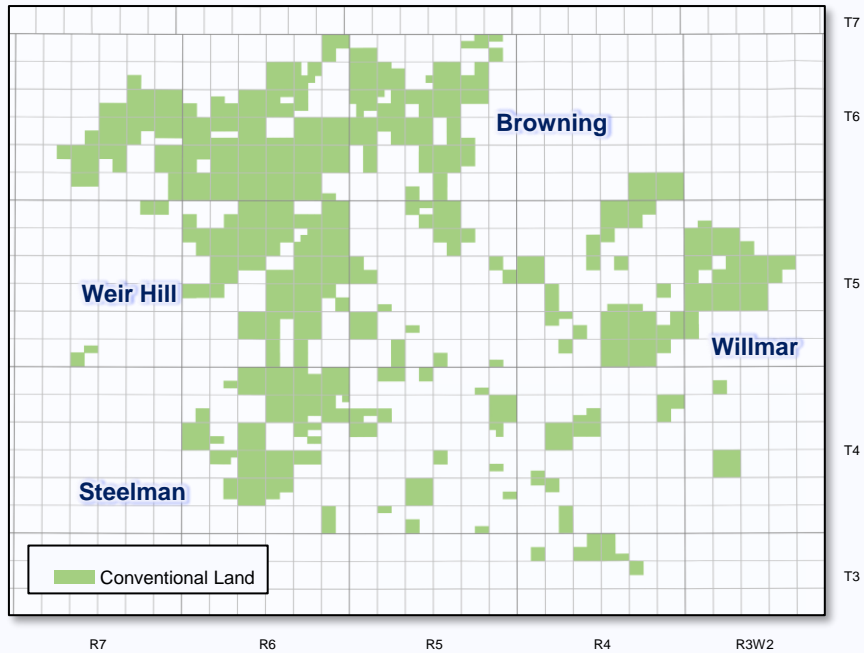 T7
Browning
T6
Weir Hill
T5
Willmar
T4
Steelman
Conventional Land
T3
R7
R6
R5
R4
R3W2